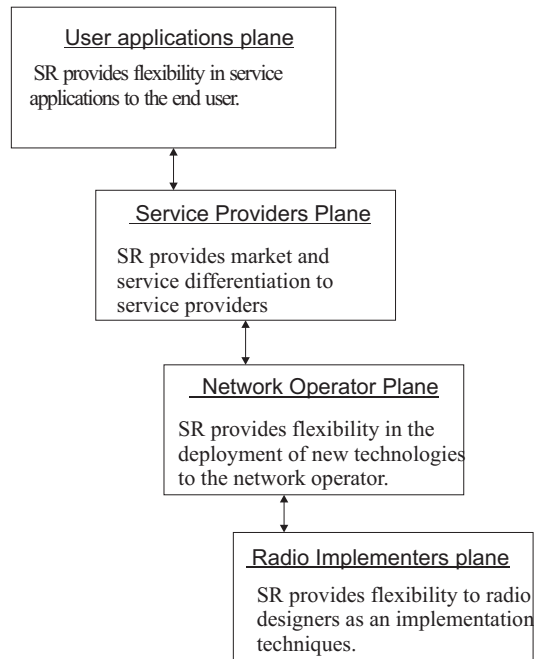 User applications plane
SR provides flexibility in service
applications to the end user.
Service Providers Plane
SR provides market and
service differentiation to
service providers
Network Operator Plane
SR provides flexibility in the
deployment of new technologies
to the network operator.
Radio Implementers plane
SR provides flexibility to radio
designers as an implementation
techniques.